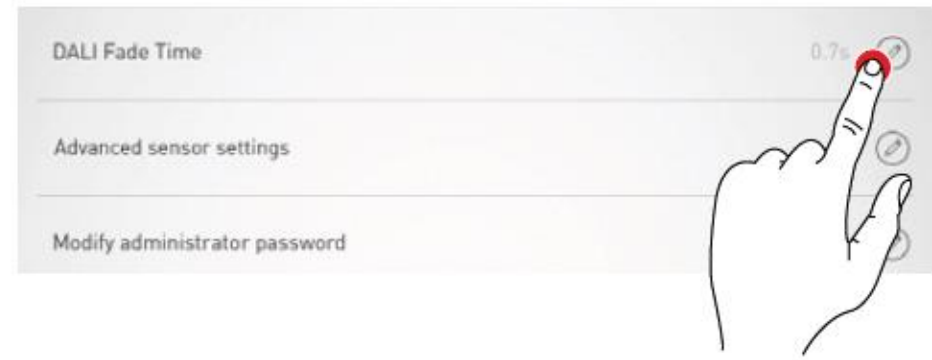 DALI Fade Time
0.7s
Advanced sensor settings
Modify administrator password